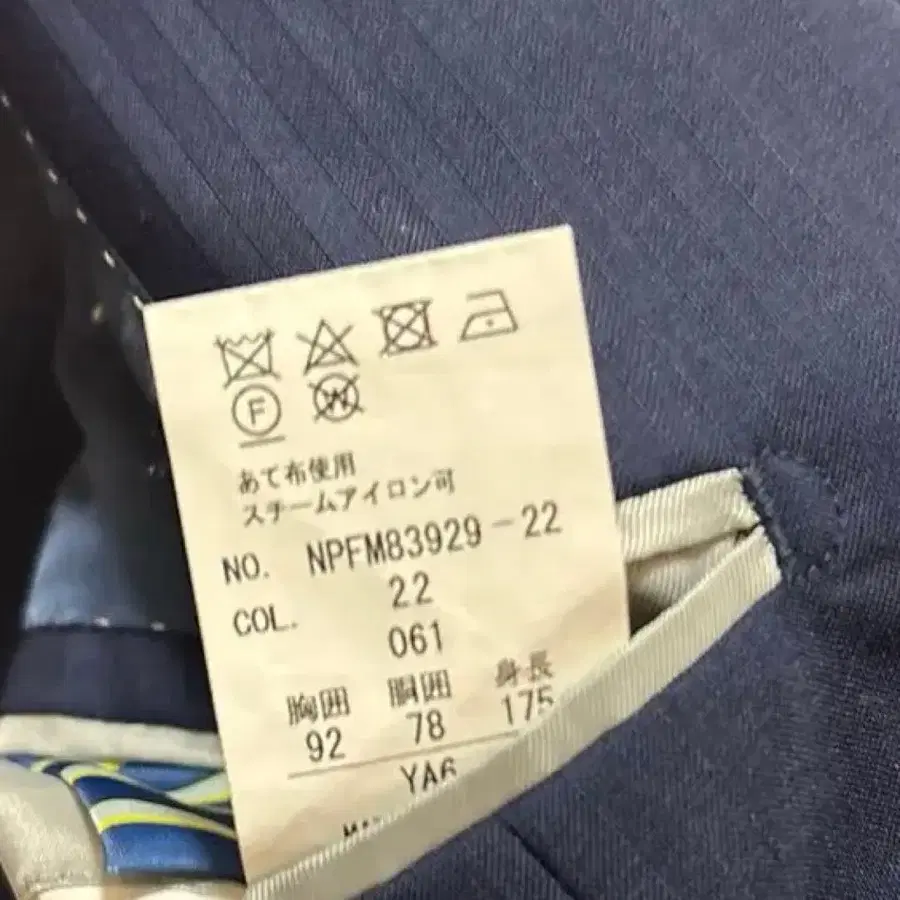 F W
あて布使用
スチームアイロン可
NO. NPFM83929-22
COL. 22
061
胸囲 胴囲 身長
92 78 175
YA6